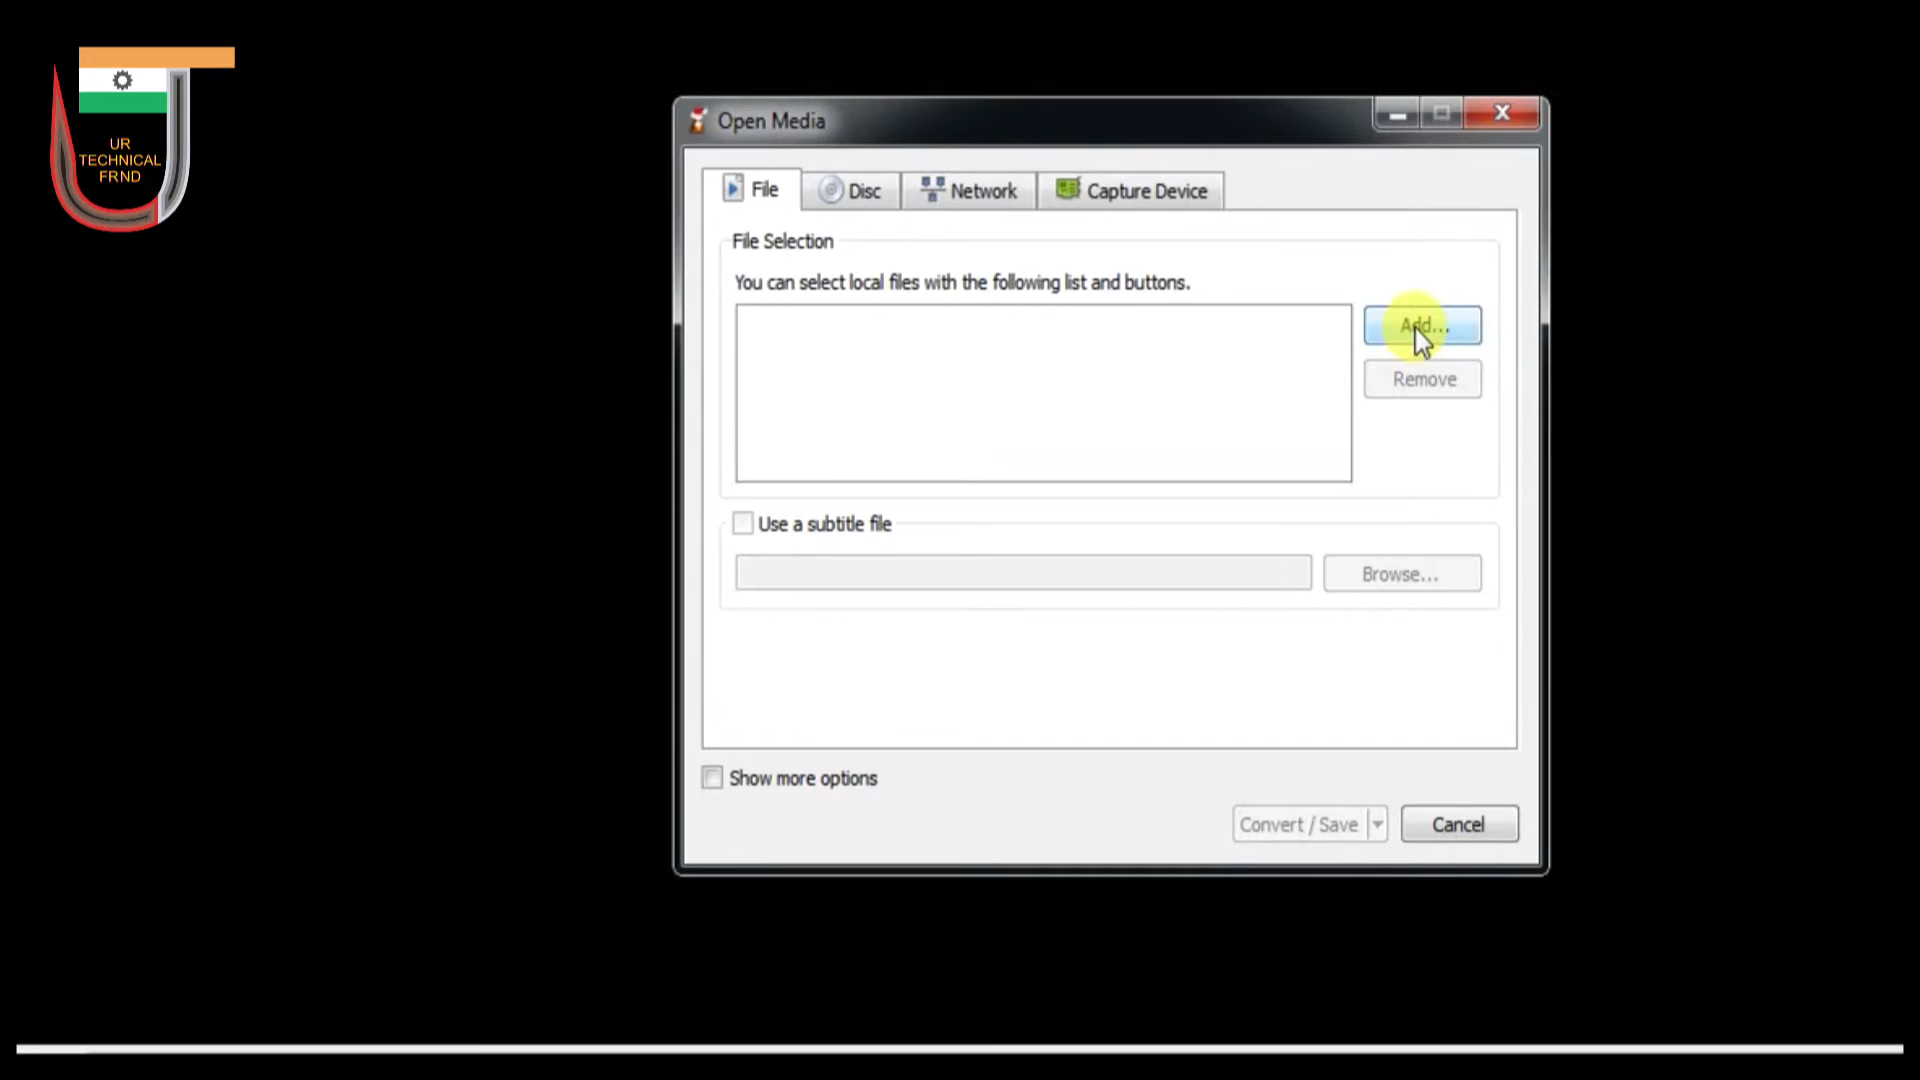 UR
TECHNICAL
FRND
Open Media
File
Disc
Network
Capture Device
File Selection
You can select local files with the following list and buttons.
Add...
Remove
Use a subtitle file
Browse...
Show more options
Convert / Save
Cancel